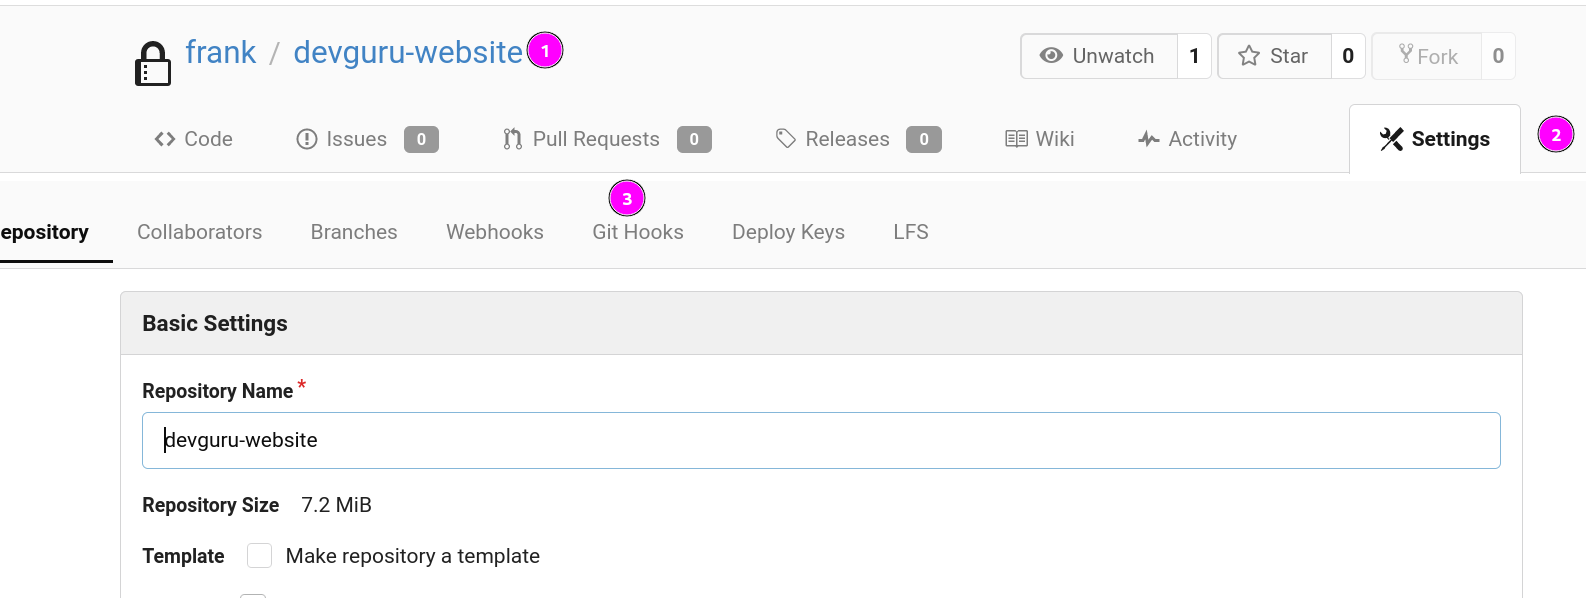 frank / devguru-website 1
Unwatch 1 Star 0 Fork 0
Code Issues 0 Pull Requests 0 Releases 0 Wiki Activity Settings 2
3
epository Collaborators Branches Webhooks Git Hooks Deploy Keys LFS
Basic Settings
Repository Name *
devguru-website
Repository Size 7.2 MiB
Template Make repository a template